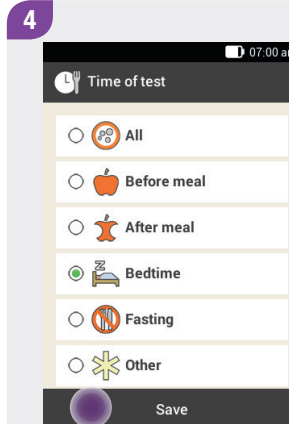 4
07:00 a
Time of test
All
Before meal
After meal
Z
Bedtime
Fasting
Other
Save